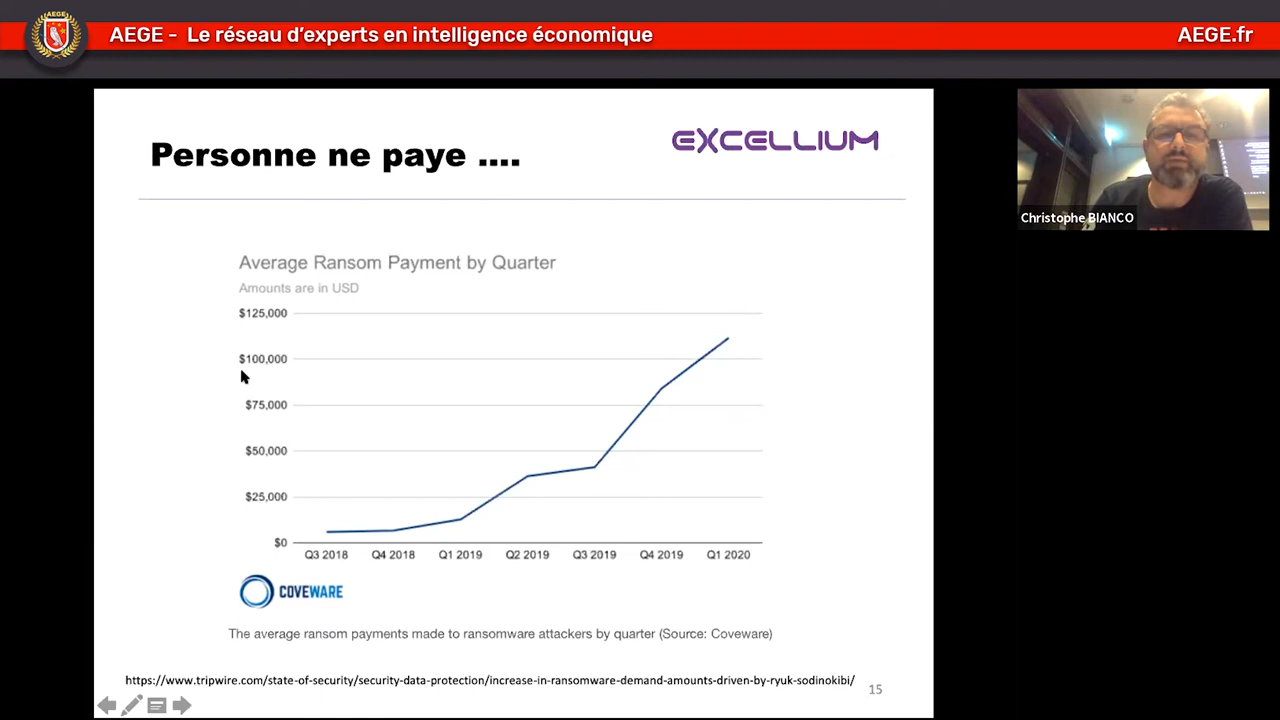 AEGE
AEGE - Le réseau d'experts en intelligence économique
AEGE.fr
Personne ne paye ....
EXCELLIUM
Christophe BIANCO
Average Ransom Payment by Quarter
Amounts are in USD
$125,000
$100,000
$75,000
$50,000
$25,000
$0
Q3 2018 Q4 2018 Q1 2019 Q2 2019 Q3 2019 Q4 2019 Q1 2020
COVEWARE
The average ransom payments made to ransomware attackers by quarter (Source: Coveware)
https://www.tripwire.com/state-of-security/security-data-protection/increase-in-ransomware-demand-amounts-driven-by-ryuk-sodinokibi/
15